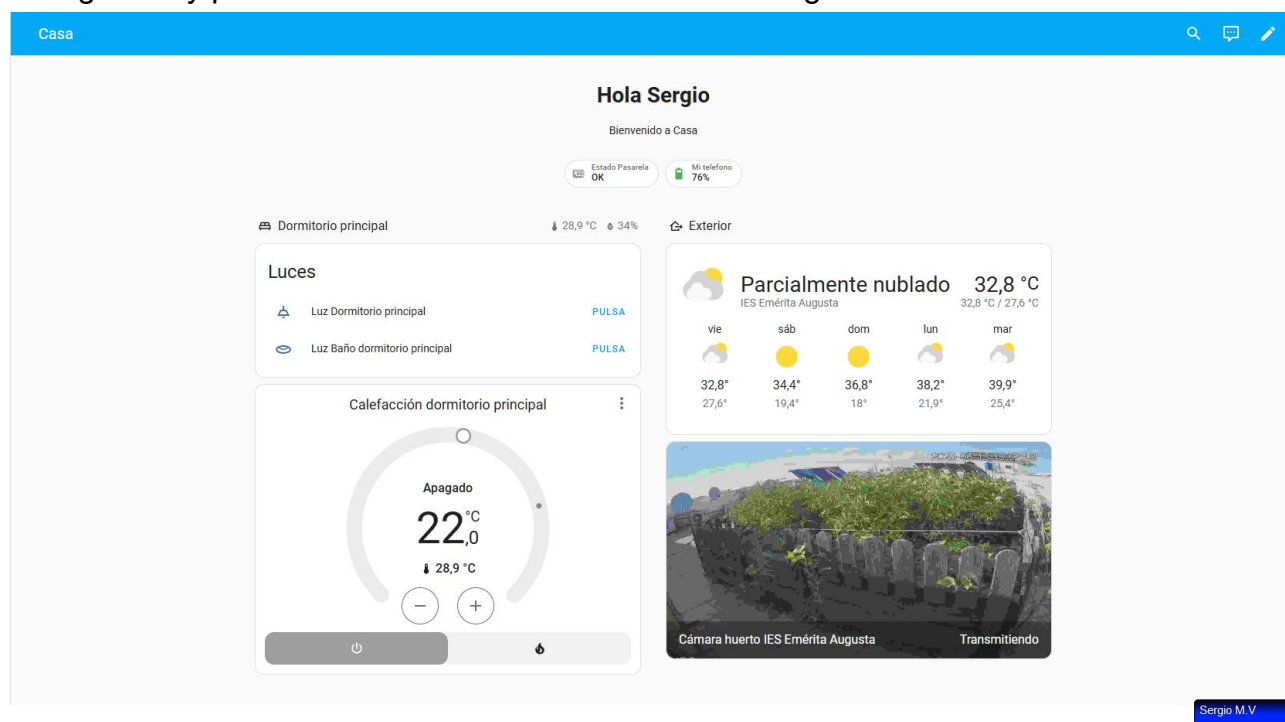 Casa
Hola Sergio
Bienvenido a Casa
Estado Pasarela
OK
Mi telefono
76%
Dormitorio principal
28,9 °C 34%
Exterior
Luces
Luz Dormitorio principal PULSA
Luz Baño dormitorio principal PULSA
Calefacción dormitorio principal
Apagado
22,0 °C
28,9 °C
Parcialmente nublado 32,8 °C
IES Emérita Augusta 32,8 °C / 27,6 °C
vie sáb dom lun mar
32,8° 34,4° 36,8° 38,2° 39,9°
27,6° 19,4° 18° 21,9° 25,4°
Cámara huerto IES Emérita Augusta Transmitiendo
Sergio M.V